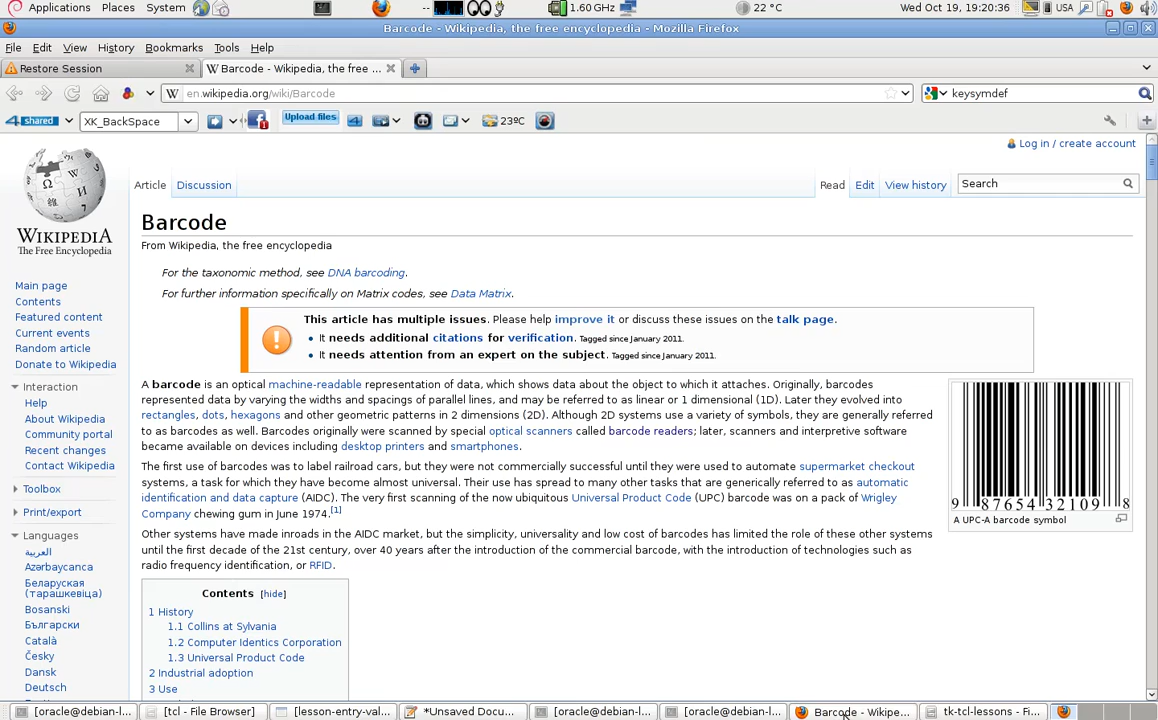 Applications Places System -- 1.60 GHz 22 °C Wed Oct 19, 19:20:36 USA
Barcode - Wikipedia, the free encyclopedia - Mozilla Firefox
File Edit View History Bookmarks Tools Help
Restore Session Barcode - Wikipedia, the free ...
en.wikipedia.org/wiki/Barcode keysymdef
4shared XK_BackSpace Upload files 23ºC
Log in / create account
Article Discussion Read Edit View history Search
WIKIPEDIA
The Free Encyclopedia
Main page
Contents
Featured content
Current events
Random article
Donate to Wikipedia
Interaction
Help
About Wikipedia
Community portal
Recent changes
Contact Wikipedia
Toolbox
Print/export
Languages
العربية
Azərbaycanca
Беларуская
(тарашкевіца)
Bosanski
Български
Català
Česky
Dansk
Deutsch
Barcode
From Wikipedia, the free encyclopedia
For the taxonomic method, see DNA barcoding.
For further information specifically on Matrix codes, see Data Matrix.
This article has multiple issues. Please help improve it or discuss these issues on the talk page.
• It needs additional citations for verification. Tagged since January 2011.
• It needs attention from an expert on the subject. Tagged since January 2011.
A barcode is an optical machine-readable representation of data, which shows data about the object to which it attaches. Originally, barcodes
represented data by varying the widths and spacings of parallel lines, and may be referred to as linear or 1 dimensional (1D). Later they evolved into
rectangles, dots, hexagons and other geometric patterns in 2 dimensions (2D). Although 2D systems use a variety of symbols, they are generally referred
to as barcodes as well. Barcodes originally were scanned by special optical scanners called barcode readers; later, scanners and interpretive software
became available on devices including desktop printers and smartphones.
The first use of barcodes was to label railroad cars, but they were not commercially successful until they were used to automate supermarket checkout
systems, a task for which they have become almost universal. Their use has spread to many other tasks that are generically referred to as automatic
identification and data capture (AIDC). The very first scanning of the now ubiquitous Universal Product Code (UPC) barcode was on a pack of Wrigley
Company chewing gum in June 1974.[1]
Other systems have made inroads in the AIDC market, but the simplicity, universality and low cost of barcodes has limited the role of these other systems
until the first decade of the 21st century, over 40 years after the introduction of the commercial barcode, with the introduction of technologies such as
radio frequency identification, or RFID.
9 87654 32109 8
A UPC-A barcode symbol
Contents [hide]
1 History
1.1 Collins at Sylvania
1.2 Computer Identics Corporation
1.3 Universal Product Code
2 Industrial adoption
3 Use
[oracle@debian-l... [tcl - File Browser] [lesson-entry-val... *Unsaved Docu... [oracle@debian-l... [oracle@debian-l... Barcode - Wikipe... tk-tcl-lessons - Fi...